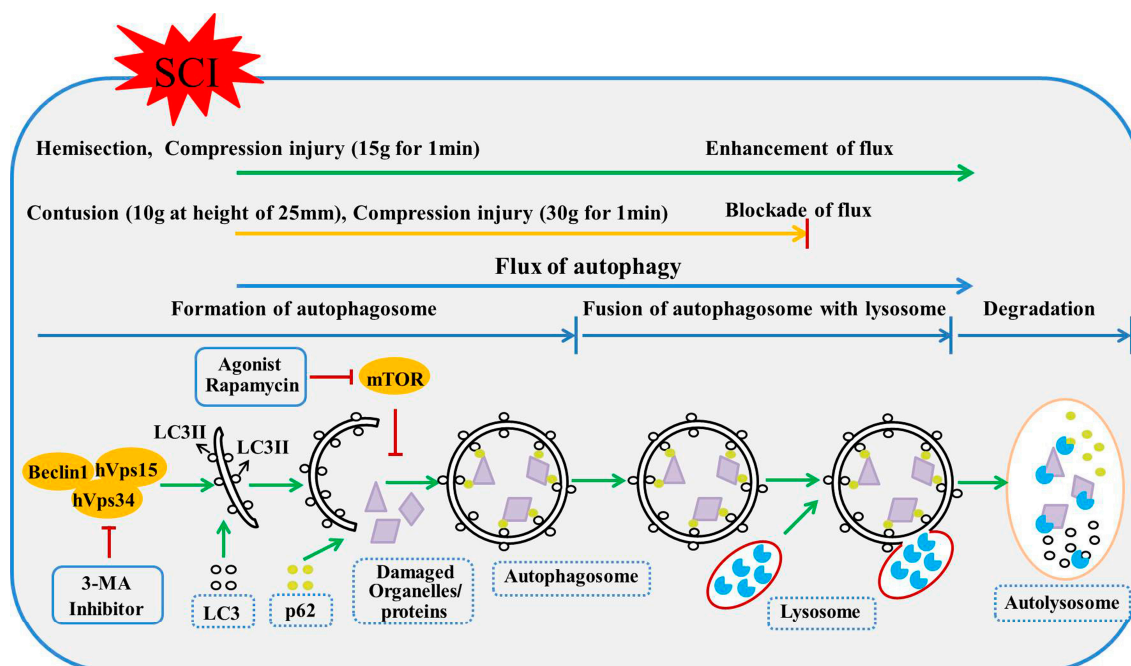 SCI
Hemisection, Compression injury (15g for 1min)
Enhancement of flux
Contusion (10g at height of 25mm), Compression injury (30g for 1min)
Blockade of flux
Flux of autophagy
Formation of autophagosome
Fusion of autophagosome with lysosome
Degradation
Agonist
Rapamycin
mTOR
LC3II
LC3II
Beclin1
hVps15
hVps34
3-MA
Inhibitor
LC3
p62
Damaged
Organelles/
proteins
Autophagosome
Lysosome
Autolysosome